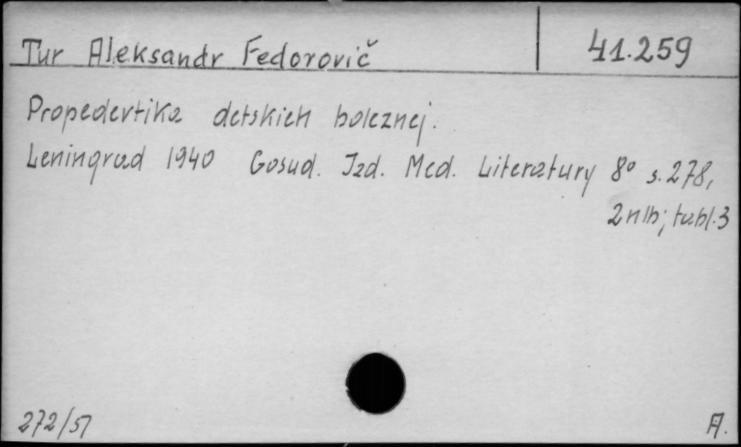 Tur Aleksandr Fedorovič 41.259
Propedevtika detskich boleznej.
Leningrad 1940 Gosud. Izd. Med. Literatury 8° s. 278,
2 nlb; tabl. 3
272/51
A.